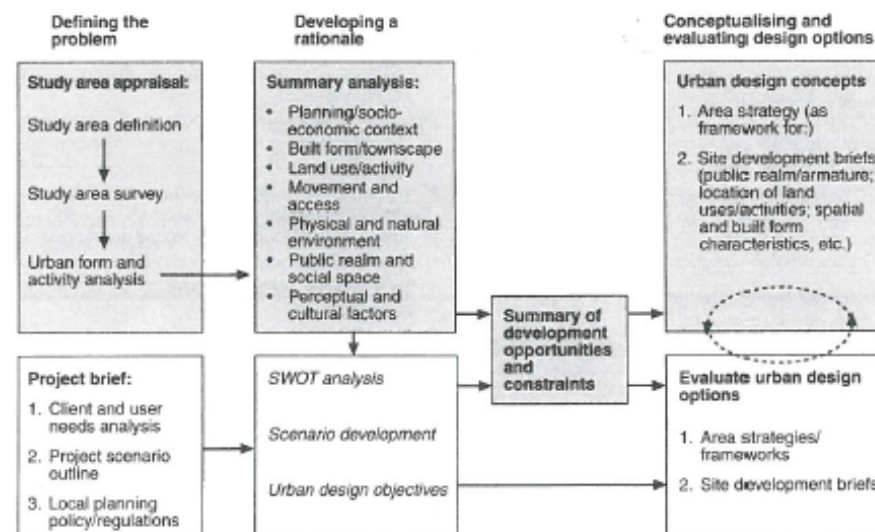 Defining the
problem
Developing a
rationale
Conceptualising and
evaluating design options
Study area appraisal:
Study area definition
Study area survey
Urban form and
activity analysis
Summary analysis:
• Planning/socio-
economic context
• Built form/townscape
• Land use/activity
• Movement and
access
• Physical and natural
environment
• Public realm and
social space
• Perceptual and
cultural factors
Urban design concepts
1. Area strategy (as
framework for:)
2. Site development briefs
(public realm/armature;
location of land
uses/activities; spatial
and built form
characteristics, etc.)
Summary of
development
opportunities
and
constraints
Project brief:
1. Client and user
needs analysis
2. Project scenario
outline
3. Local planning
policy/regulations
SWOT analysis
Scenario development
Urban design objectives
Evaluate urban design
options
1. Area strategies/
frameworks
2. Site development briefs